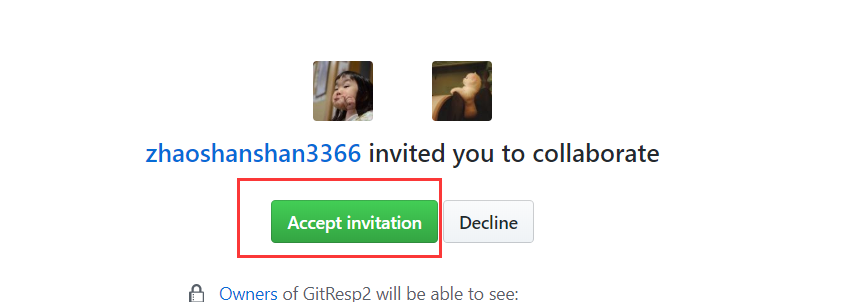 zhaoshanshan3366 invited you to collaborate
Accept invitation Decline
Owners of GitResp2 will be able to see: